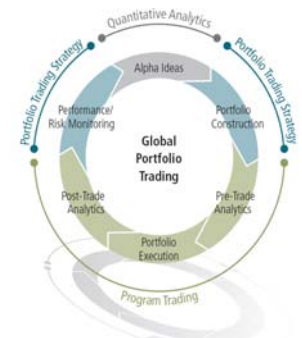 Quantitative Analytics
Portfolio Trading Strategy
Portfolio Trading Strategy
Alpha Ideas
Performance/
Risk Monitoring
Portfolio
Construction
Global
Portfolio
Trading
Post-Trade
Analytics
Pre-Trade
Analytics
Portfolio
Execution
Program Trading